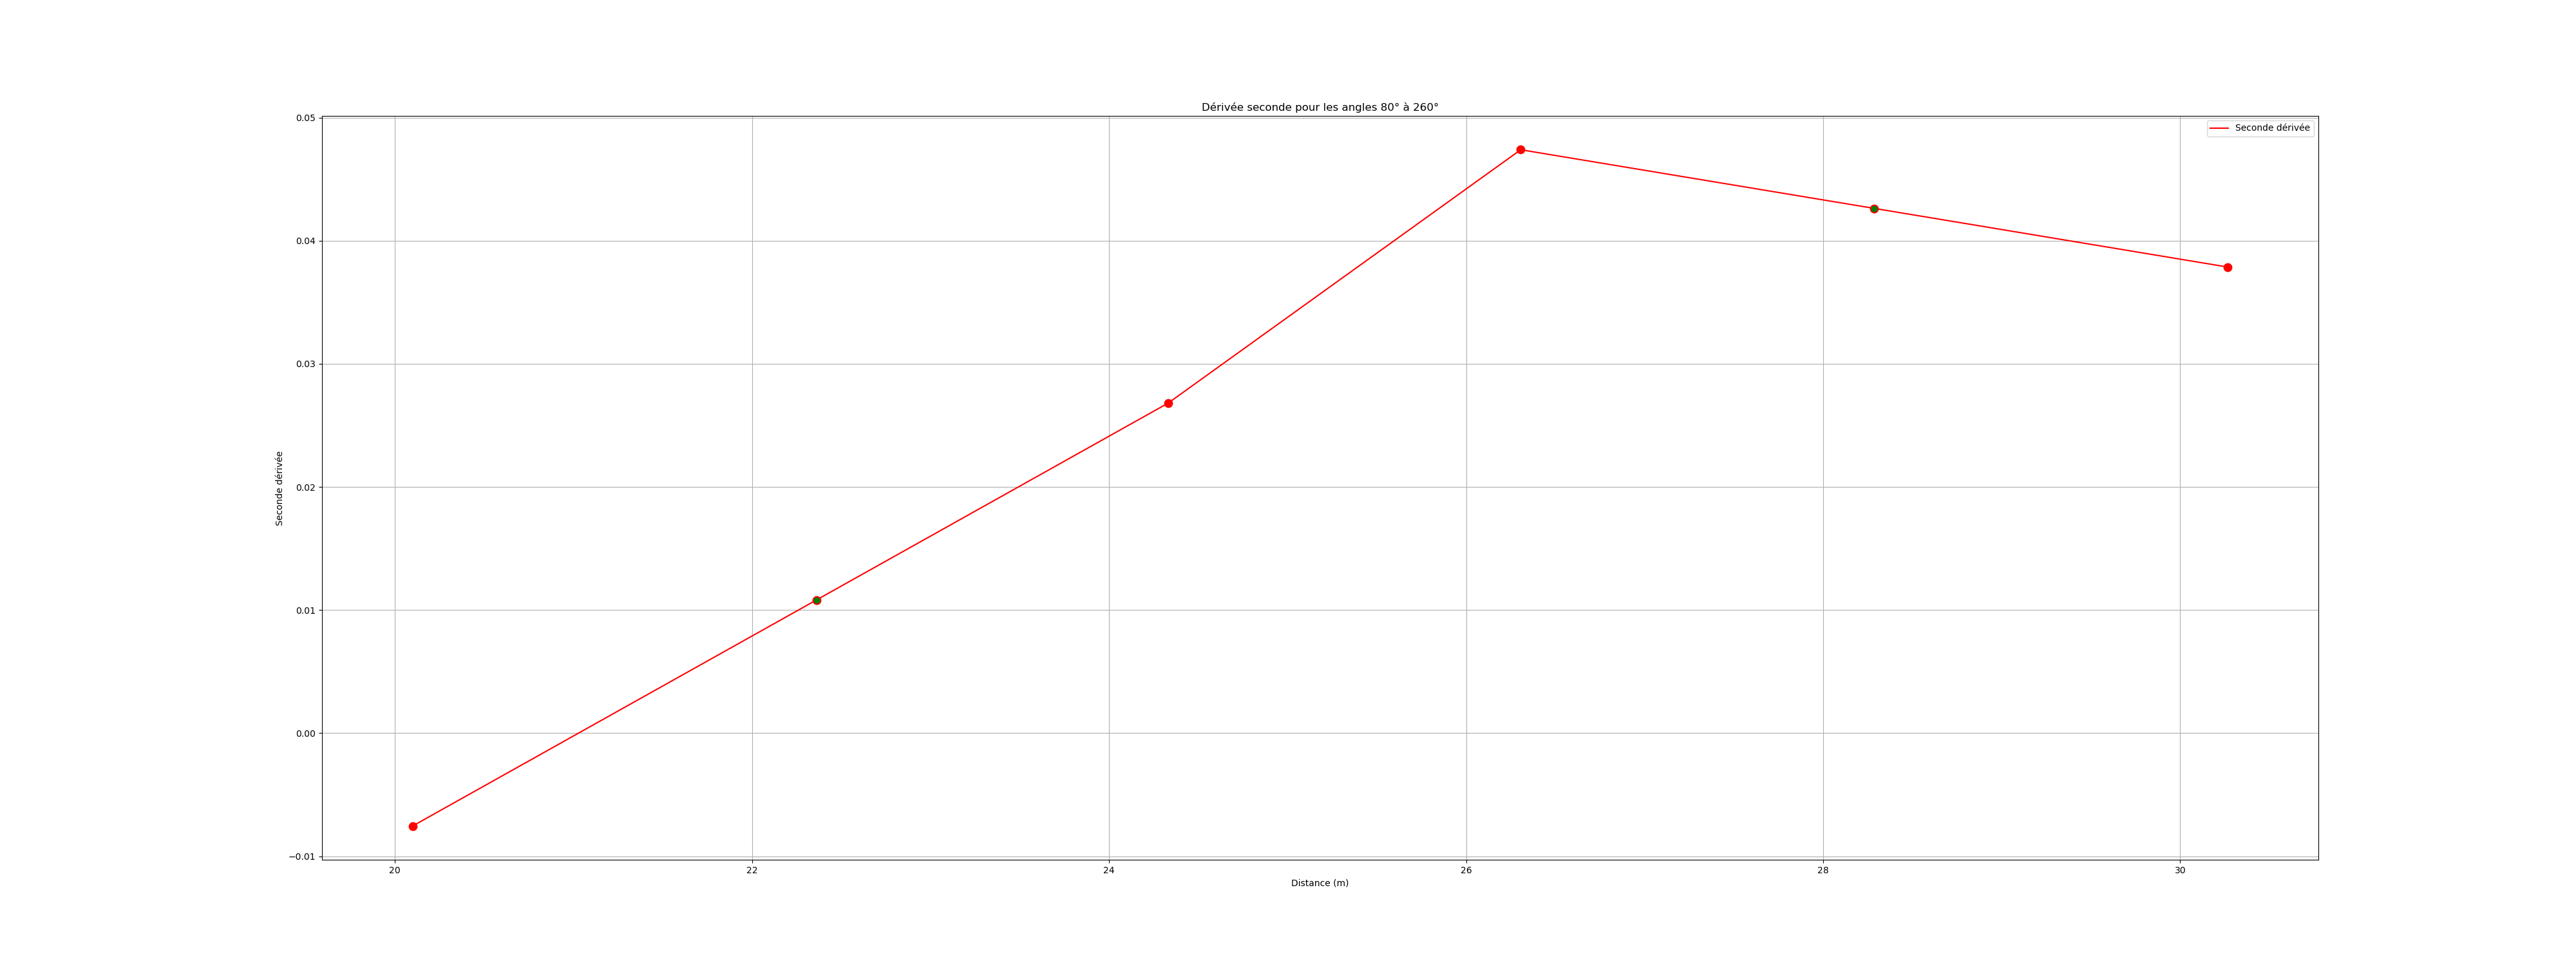 Dérivée seconde pour les angles 80° à 260°
Seconde dérivée
0.05
0.04
0.03
0.02
0.01
0.00
−0.01
Seconde dérivée
20 22 24 26 28 30
Distance (m)